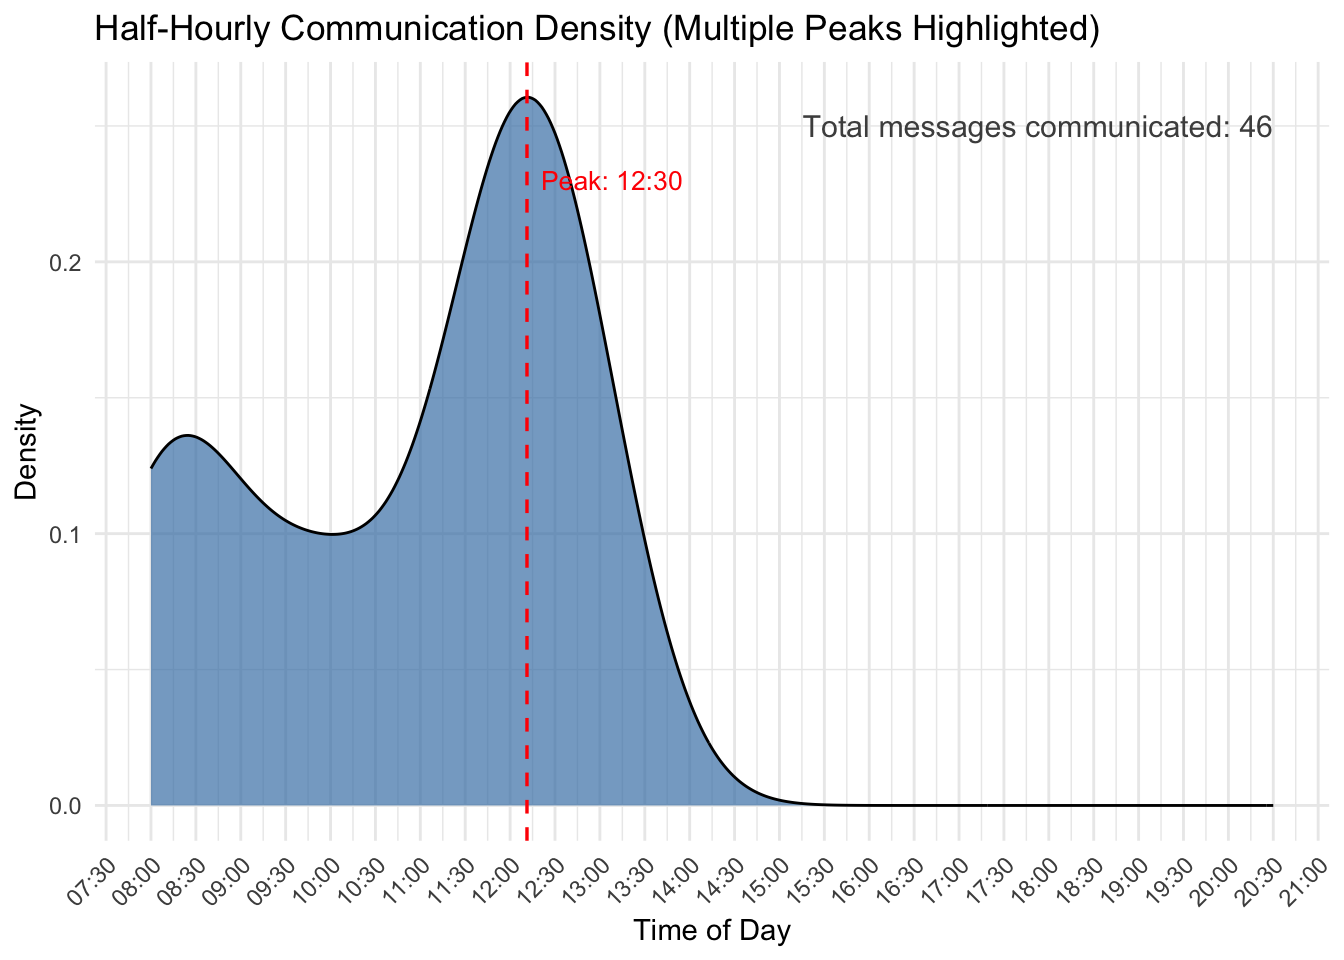 Half-Hourly Communication Density (Multiple Peaks Highlighted)
Total messages communicated: 46
Peak: 12:30
Density
0.2
0.1
0.0
07:30 08:00 08:30 09:00 09:30 10:00 10:30 11:00 11:30 12:00 12:30 13:00 13:30 14:00 14:30 15:00 15:30 16:00 16:30 17:00 17:30 18:00 18:30 19:00 19:30 20:00 20:30 21:00
Time of Day